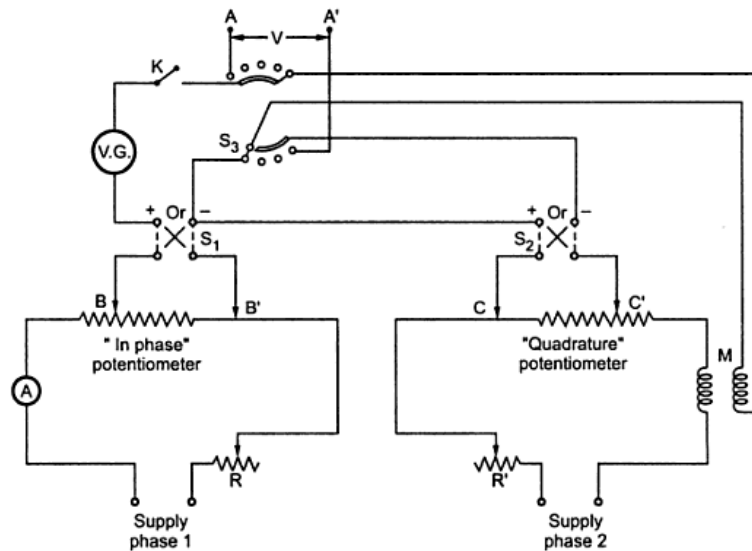 A A'
V
K
V.G.
S3
+ Or −
S1
+ Or −
S2
B B'
"In phase"
potentiometer
C C'
"Quadrature"
potentiometer
M
A
R
R'
Supply
phase 1
Supply
phase 2